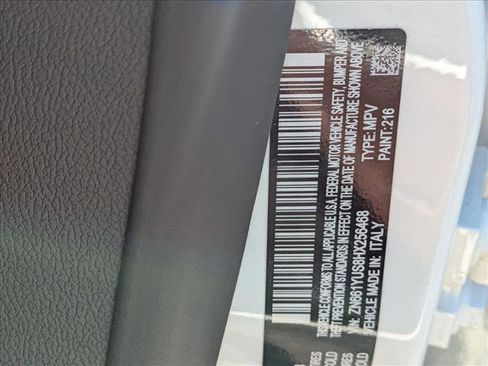 THIS VEHICLE CONFORMS TO ALL APPLICABLE U.S.A. FEDERAL MOTOR VEHICLE SAFETY, BUMPER AND
THEFT PREVENTION STANDARDS IN EFFECT ON THE DATE OF MANUFACTURE SHOWN ABOVE
VIN: ZN661YUS8HX256468 TYPE: MPV
VEHICLE MADE IN: ITALY PAINT: 216